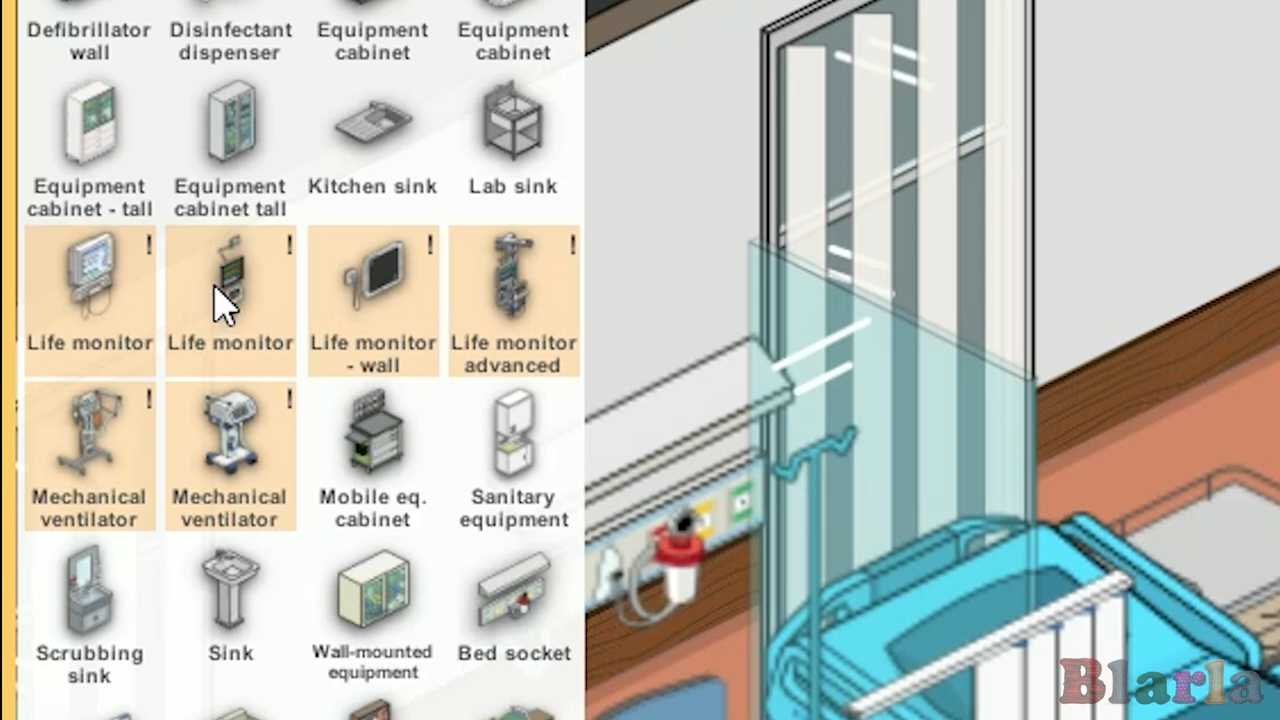 Defibrillator Disinfectant Equipment Equipment
wall dispenser cabinet cabinet
Equipment Equipment Kitchen sink Lab sink
cabinet - tall cabinet tall
! ! ! !
Life monitor Life monitor Life monitor Life monitor
- wall advanced
! !
Mechanical Mechanical Mobile eq. Sanitary
ventilator ventilator cabinet equipment
Scrubbing Sink Wall-mounted Bed socket
sink equipment
Blarla